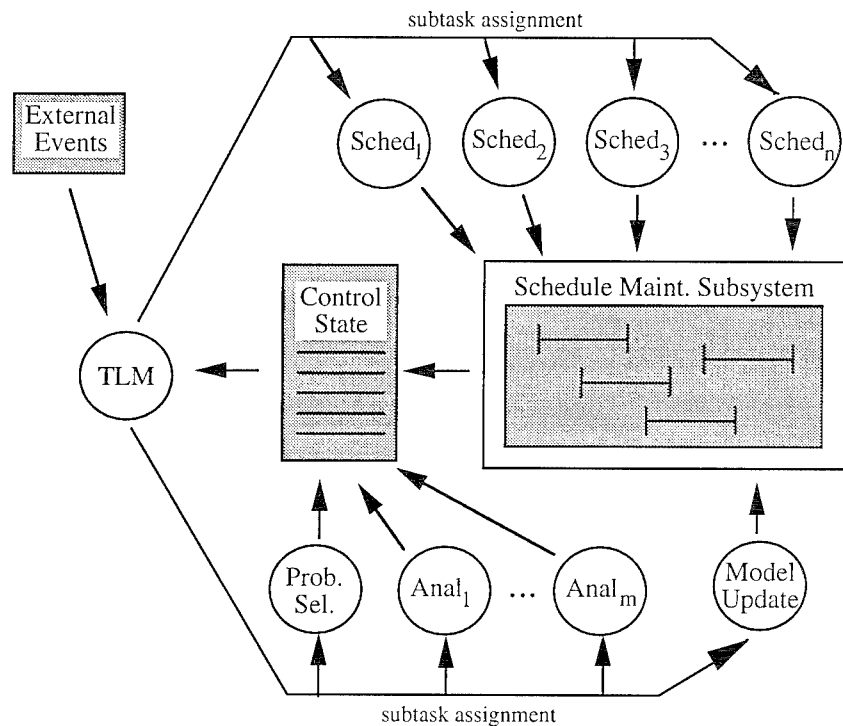 subtask assignment
External
Events
Sched1
Sched2
Sched3
...
Schedn
Schedule Maint. Subsystem
Control
State
TLM
Prob.
Sel.
Anal1
...
Analm
Model
Update
subtask assignment